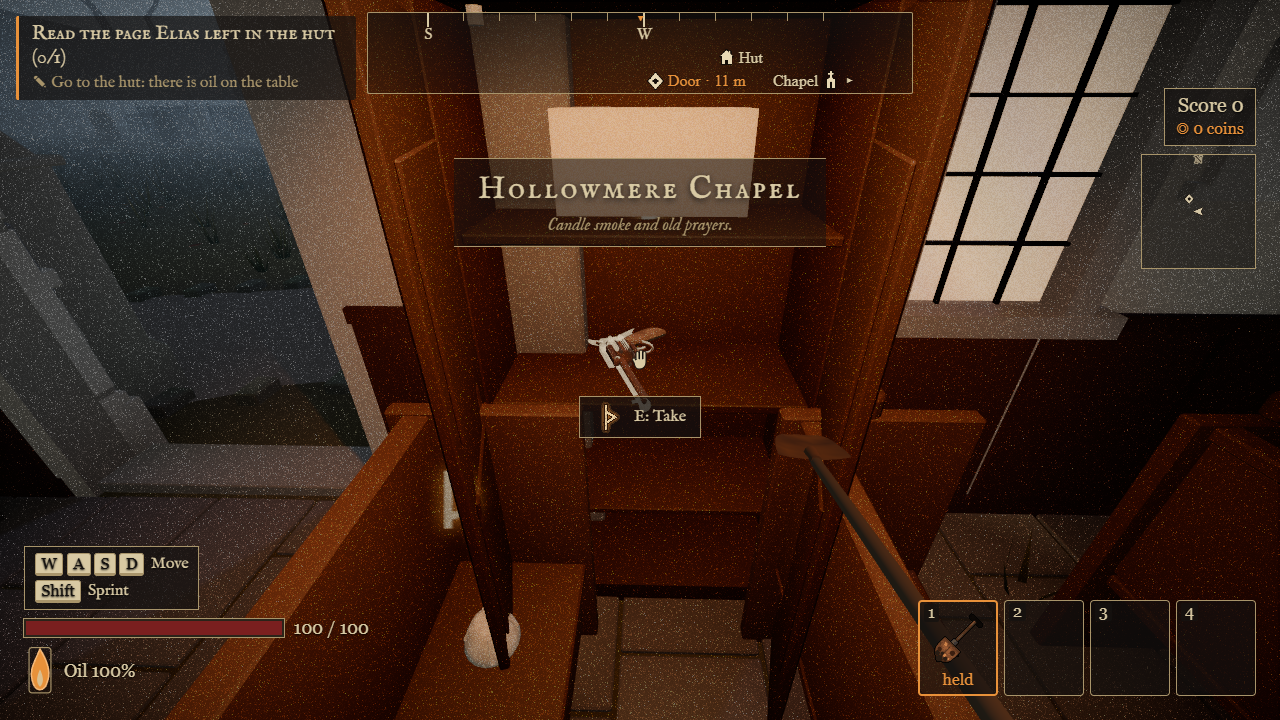 Read the page Elias left in the hut
(0/1)
Go to the hut: there is oil on the table
S
W
Hut
Door · 11 m
Chapel
Score 0
0 coins
Hollowmere Chapel
Candle smoke and old prayers.
E: Take
W A S D Move
Shift Sprint
100 / 100
Oil 100%
1
2
3
4
held